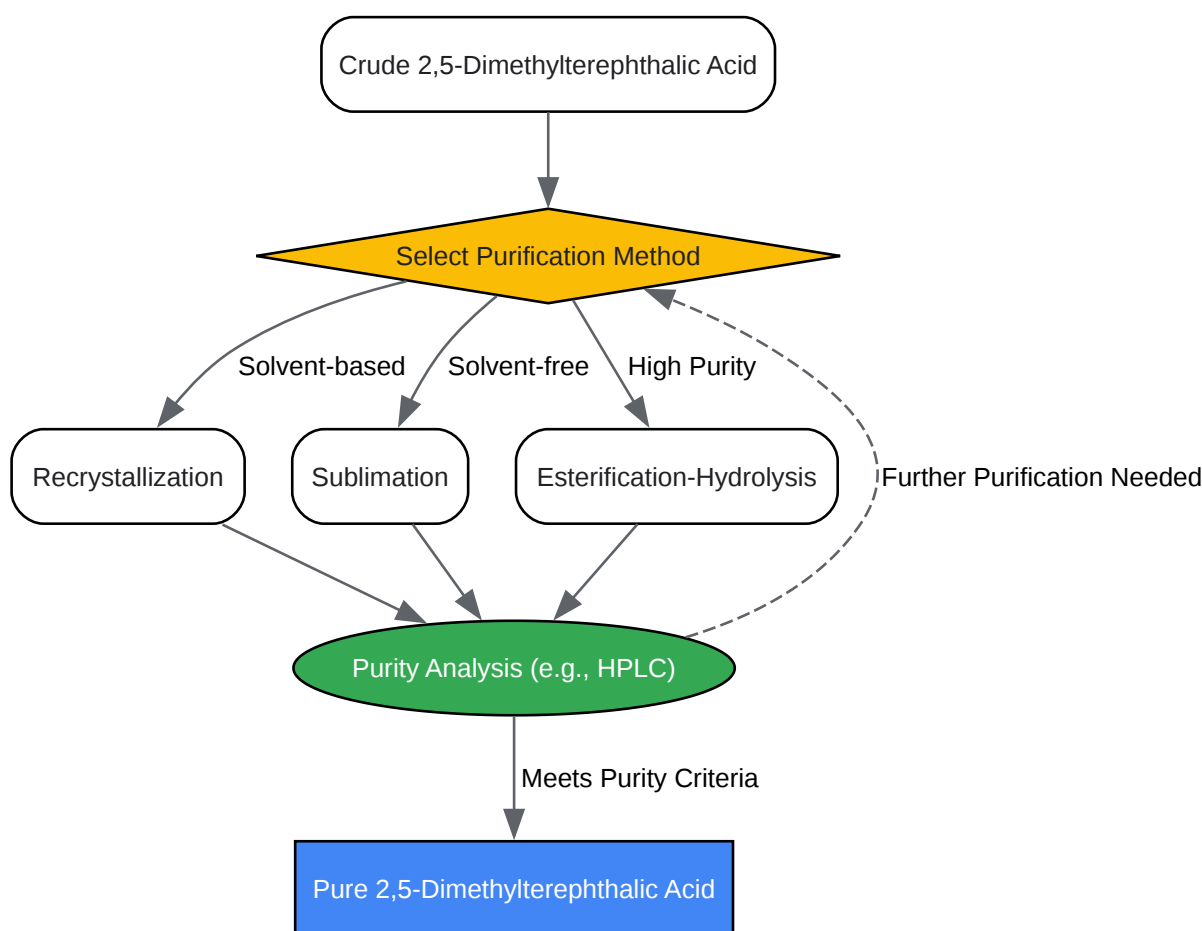 Crude 2,5-Dimethylterephthalic Acid
Select Purification Method
Solvent-based
Solvent-free
High Purity
Recrystallization
Sublimation
Esterification-Hydrolysis
Further Purification Needed
Purity Analysis (e.g., HPLC)
Meets Purity Criteria
Pure 2,5-Dimethylterephthalic Acid